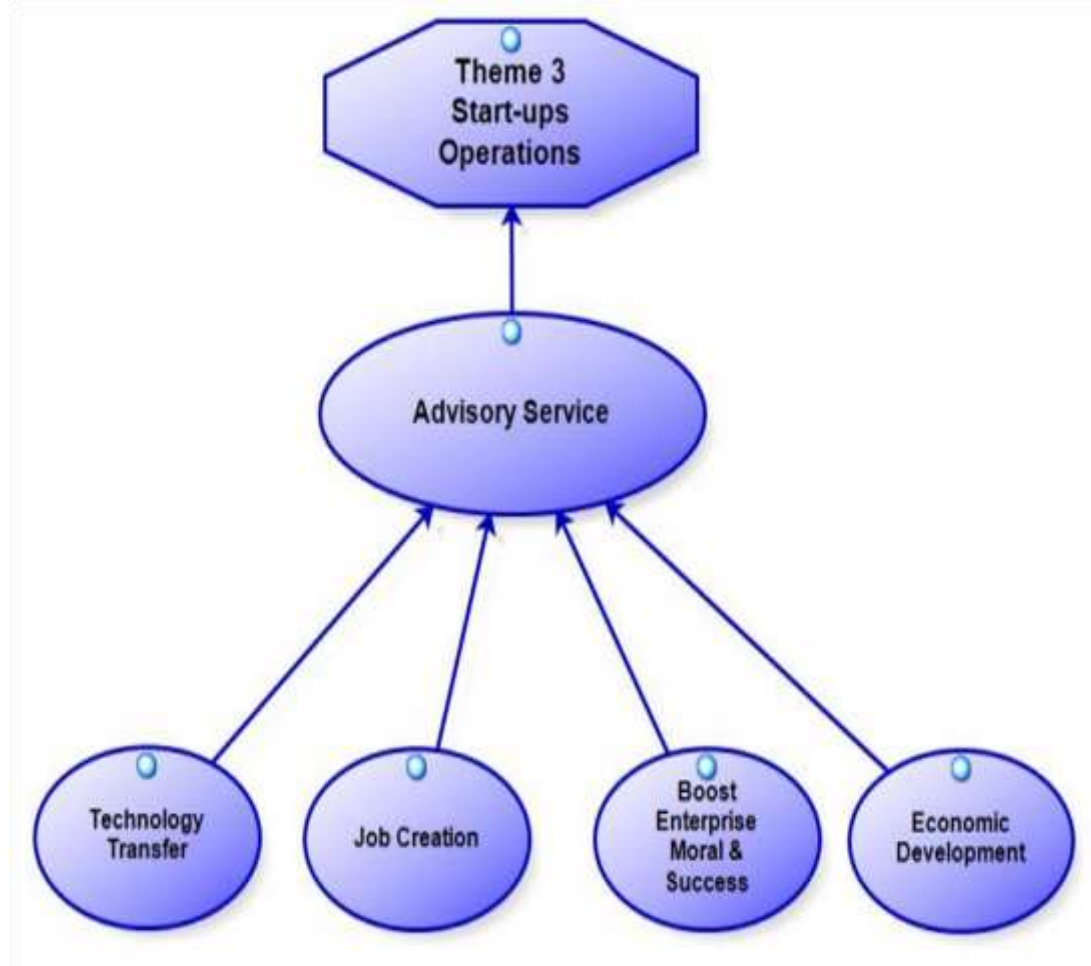 Theme 3
Start-ups
Operations
Advisory Service
Technology
Transfer
Job Creation
Boost
Enterprise
Moral &
Success
Economic
Development